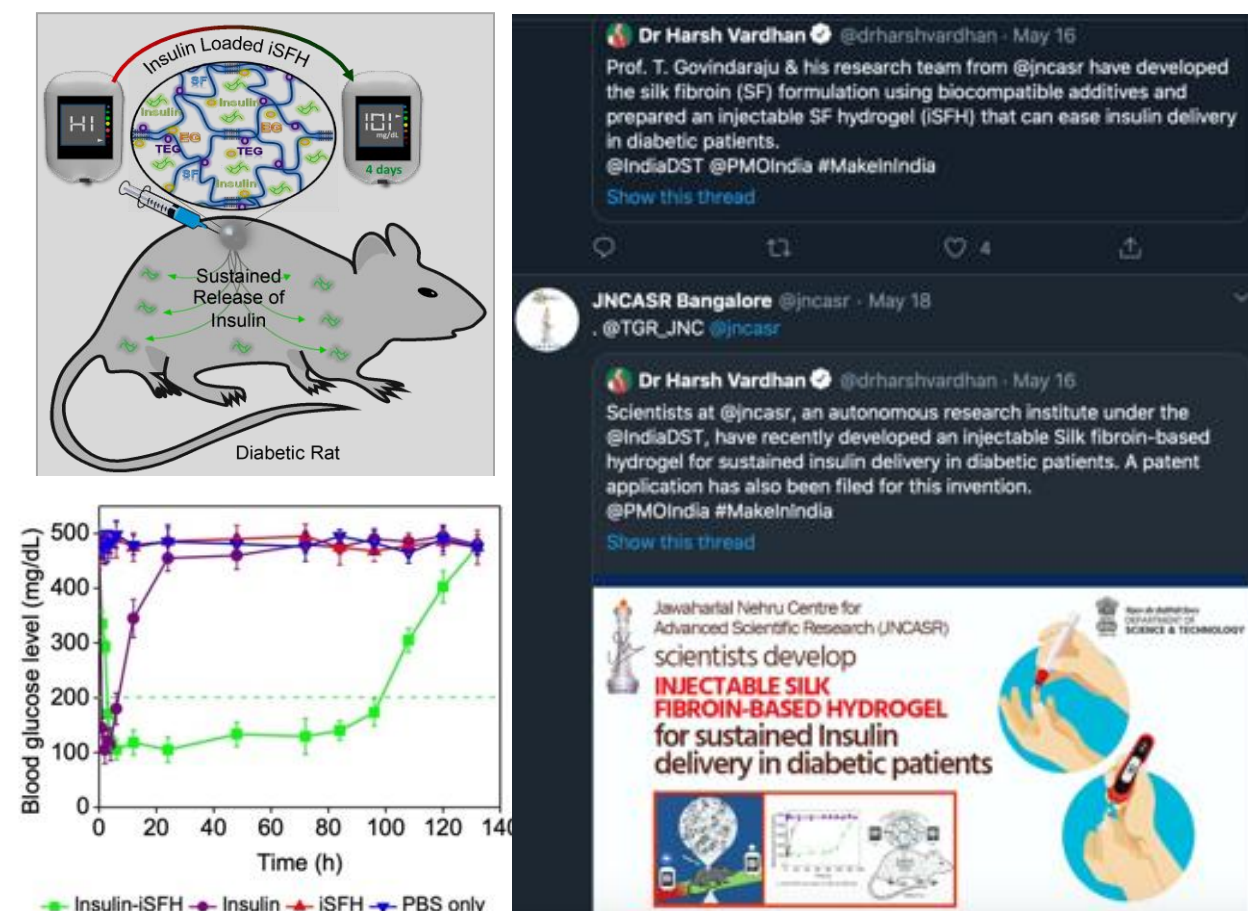 Insulin Loaded iSFH
SF
Insulin
Insulin
EG
EG
TEG
TEG
SF
Insulin
HI
101
mg/dL
4 days
Sustained
Release of
Insulin
Diabetic Rat
Blood glucose level (mg/dL)
500
400
300
200
100
0
0 20 40 60 80 100 120 140
Time (h)
Insulin-iSFH Insulin iSFH PBS only
Dr Harsh Vardhan @drharshvardhan · May 16
Prof. T. Govindaraju & his research team from @jncasr have developed
the silk fibroin (SF) formulation using biocompatible additives and
prepared an injectable SF hydrogel (iSFH) that can ease insulin delivery
in diabetic patients.
@IndiaDST @PMOIndia #MakeInIndia
Show this thread
4
JNCASR Bangalore @jncasr · May 18
. @TGR_JNC @jncasr
Dr Harsh Vardhan @drharshvardhan · May 16
Scientists at @jncasr, an autonomous research institute under the
@IndiaDST, have recently developed an injectable Silk fibroin-based
hydrogel for sustained insulin delivery in diabetic patients. A patent
application has also been filed for this invention.
@PMOIndia #MakeInIndia
Show this thread
Jawaharlal Nehru Centre for
Advanced Scientific Research (JNCASR)
scientists develop
INJECTABLE SILK
FIBROIN-BASED HYDROGEL
for sustained Insulin
delivery in diabetic patients
DEPARTMENT OF
SCIENCE & TECHNOLOGY